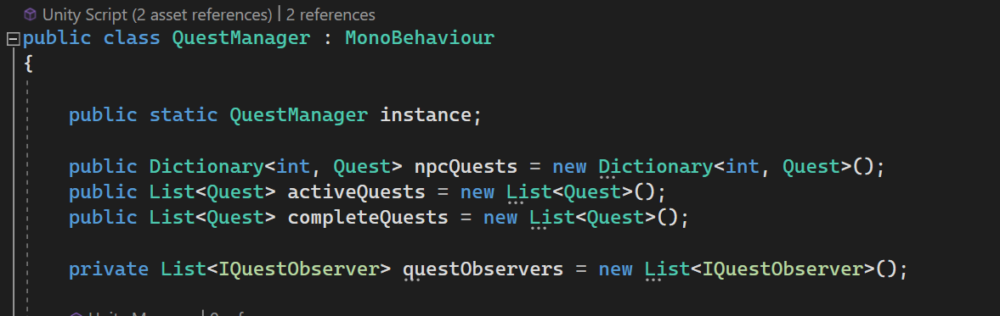 Unity Script (2 asset references) | 2 references
public class QuestManager : MonoBehaviour
{
public static QuestManager instance;
public Dictionary<int, Quest> npcQuests = new Dictionary<int, Quest>();
public List<Quest> activeQuests = new List<Quest>();
public List<Quest> completeQuests = new List<Quest>();
private List<IQuestObserver> questObservers = new List<IQuestObserver>();